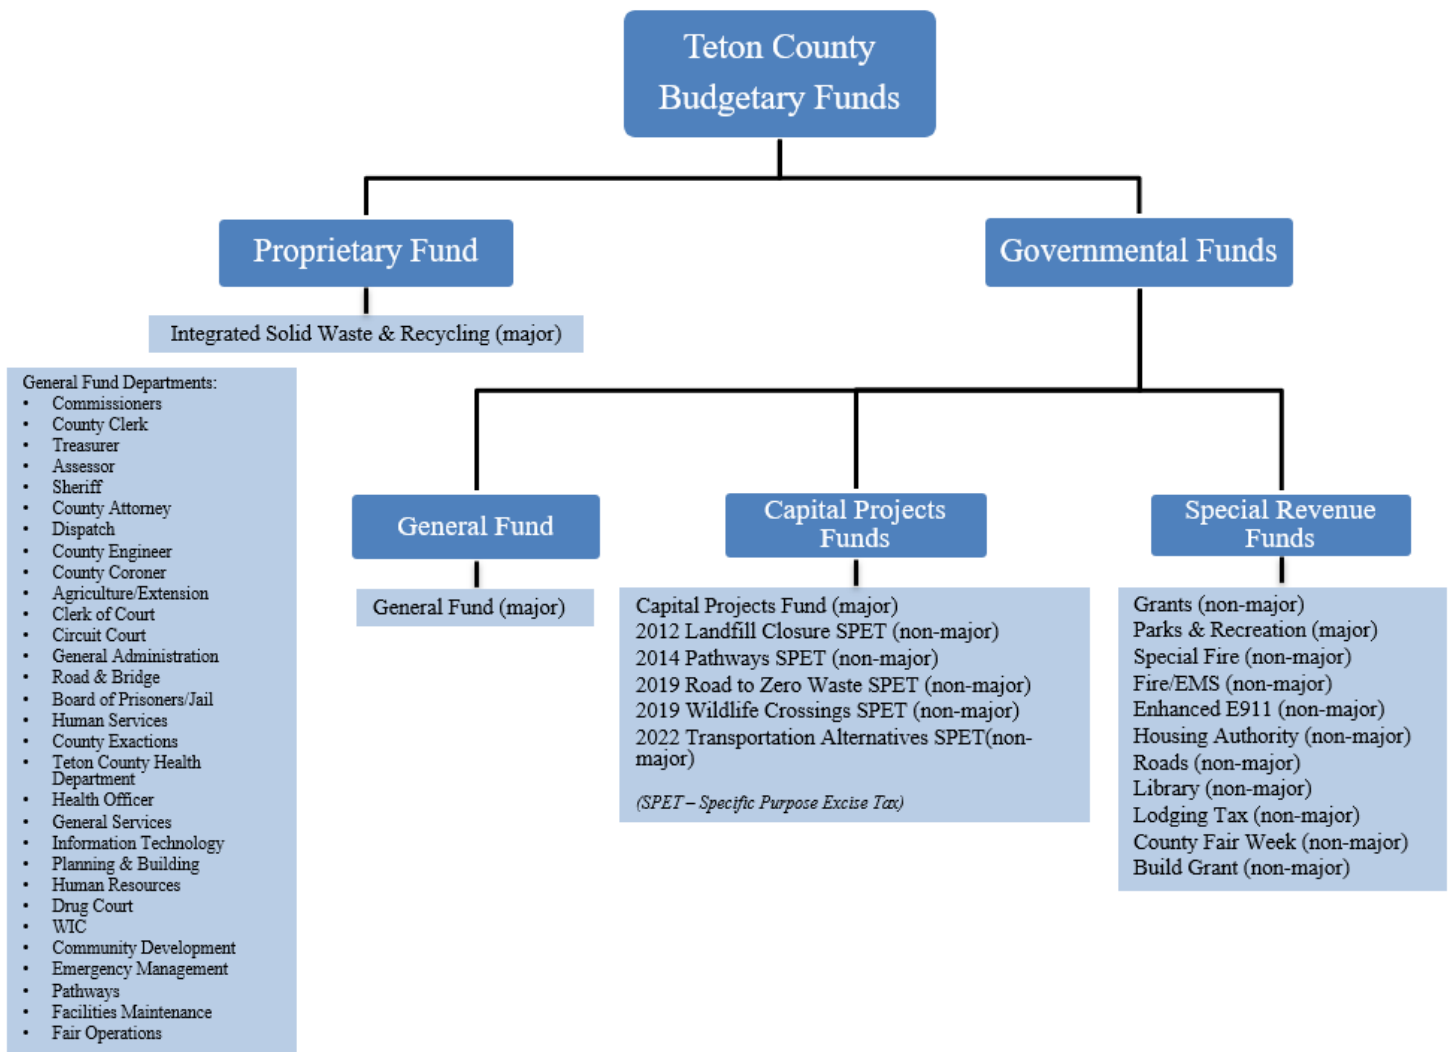 Teton County
Budgetary Funds
Proprietary Fund
Governmental Funds
Integrated Solid Waste & Recycling (major)
General Fund Departments:
• Commissioners
• County Clerk
• Treasurer
• Assessor
• Sheriff
• County Attorney
• Dispatch
• County Engineer
• County Coroner
• Agriculture/Extension
• Clerk of Court
• Circuit Court
• General Administration
• Road & Bridge
• Board of Prisoners/Jail
• Human Services
• County Exactions
• Teton County Health
Department
• Health Officer
• General Services
• Information Technology
• Planning & Building
• Human Resources
• Drug Court
• WIC
• Community Development
• Emergency Management
• Pathways
• Facilities Maintenance
• Fair Operations
General Fund
General Fund (major)
Capital Projects
Funds
Capital Projects Fund (major)
2012 Landfill Closure SPET (non-major)
2014 Pathways SPET (non-major)
2019 Road to Zero Waste SPET (non-major)
2019 Wildlife Crossings SPET (non-major)
2022 Transportation Alternatives SPET(non-
major)
(SPET – Specific Purpose Excise Tax)
Special Revenue
Funds
Grants (non-major)
Parks & Recreation (major)
Special Fire (non-major)
Fire/EMS (non-major)
Enhanced E911 (non-major)
Housing Authority (non-major)
Roads (non-major)
Library (non-major)
Lodging Tax (non-major)
County Fair Week (non-major)
Build Grant (non-major)